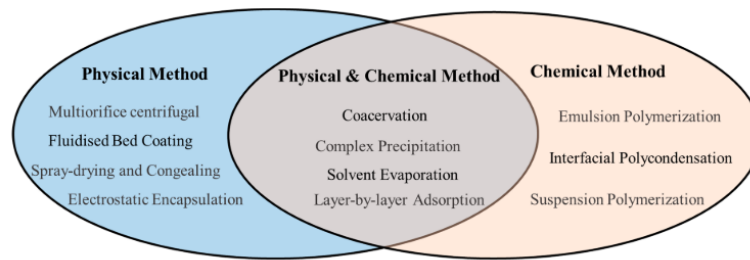 Physical Method
Multiorifice centrifugal
Fluidised Bed Coating
Spray-drying and Congealing
Electrostatic Encapsulation
Physical & Chemical Method
Coacervation
Complex Precipitation
Solvent Evaporation
Layer-by-layer Adsorption
Chemical Method
Emulsion Polymerization
Interfacial Polycondensation
Suspension Polymerization